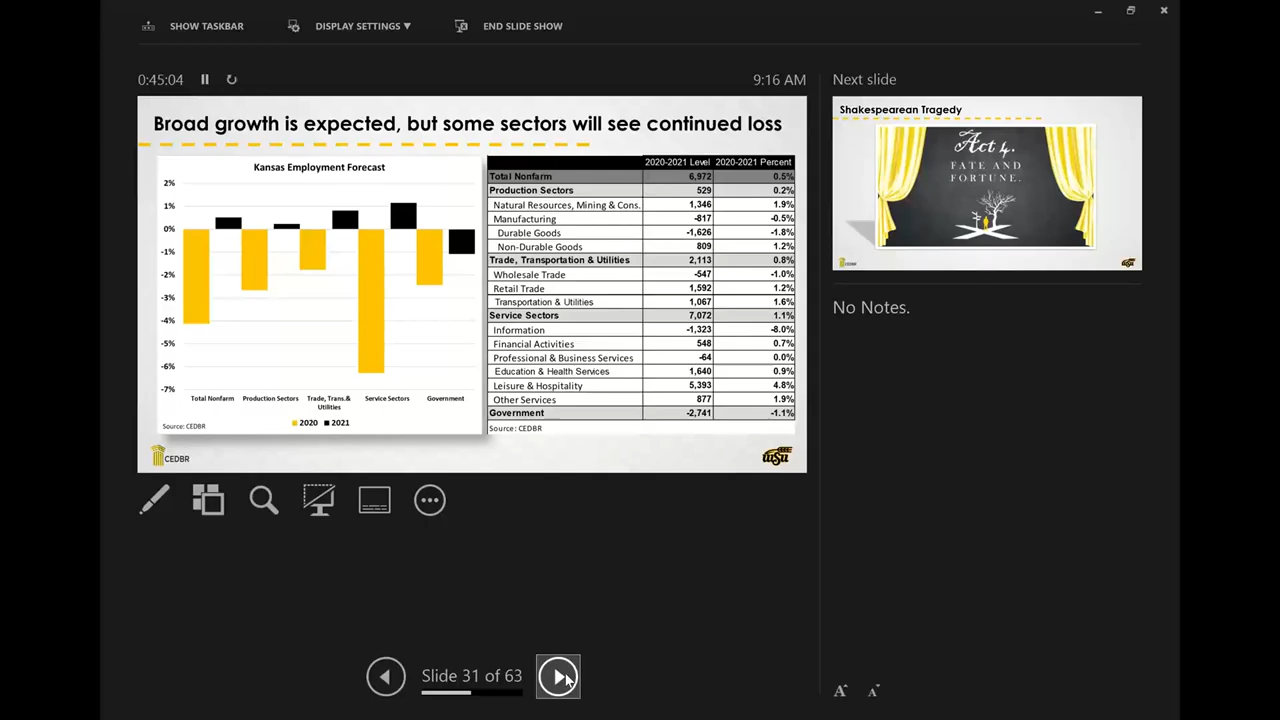 SHOW TASKBAR
DISPLAY SETTINGS ▼
END SLIDE SHOW
0:45:04
9:16 AM
Broad growth is expected, but some sectors will see continued loss
Kansas Employment Forecast
2%
1%
0%
-1%
-2%
-3%
-4%
-5%
-6%
-7%
Total Nonfarm
Production Sectors
Trade, Trans.&
Utilities
Service Sectors
Government
2020 2021
Source: CEDBR
2020-2021 Level 2020-2021 Percent
Total Nonfarm 6,972 0.5%
Production Sectors 529 0.2%
Natural Resources, Mining & Cons. 1,346 1.9%
Manufacturing -817 -0.5%
Durable Goods -1,626 -1.8%
Non-Durable Goods 809 1.2%
Trade, Transportation & Utilities 2,113 0.8%
Wholesale Trade -547 -1.0%
Retail Trade 1,592 1.2%
Transportation & Utilities 1,067 1.6%
Service Sectors 7,072 1.1%
Information -1,323 -8.0%
Financial Activities 548 0.7%
Professional & Business Services -64 0.0%
Education & Health Services 1,640 0.9%
Leisure & Hospitality 5,393 4.8%
Other Services 877 1.9%
Government -2,741 -1.1%
Source: CEDBR
CEDBR
WSU
Slide 31 of 63
Next slide
Shakespearean Tragedy
Act 4.
FATE AND
FORTUNE.
No Notes.
A A